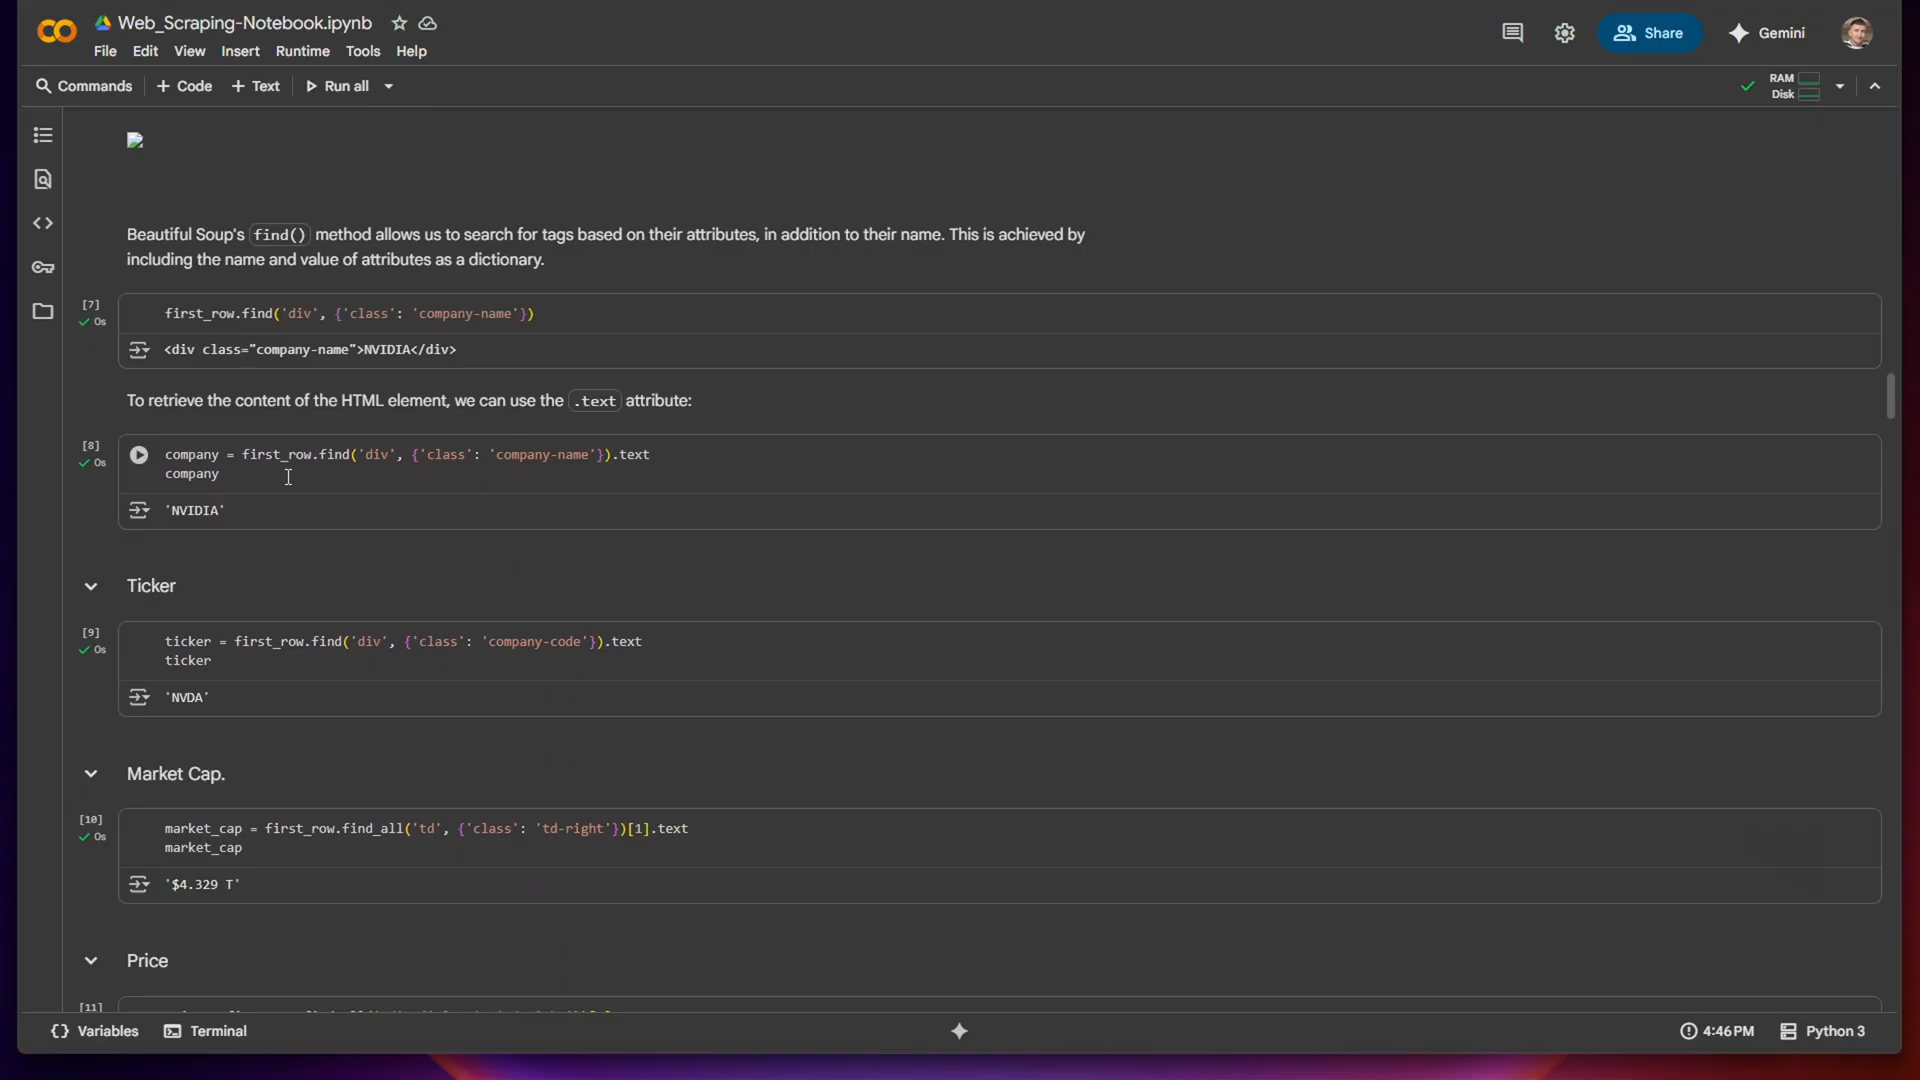 Web_Scraping-Notebook.ipynb
File Edit View Insert Runtime Tools Help
Share
Gemini
Commands
+ Code
+ Text
Run all
RAM
Disk
Beautiful Soup's find() method allows us to search for tags based on their attributes, in addition to their name. This is achieved by
including the name and value of attributes as a dictionary.
[7]
0s
first_row.find('div', {'class': 'company-name'})
<div class="company-name">NVIDIA</div>
To retrieve the content of the HTML element, we can use the .text attribute:
[8]
0s
company = first_row.find('div', {'class': 'company-name'}).text
company
'NVIDIA'
Ticker
[9]
0s
ticker = first_row.find('div', {'class': 'company-code'}).text
ticker
'NVDA'
Market Cap.
[10]
0s
market_cap = first_row.find_all('td', {'class': 'td-right'})[1].text
market_cap
'$4.329 T'
Price
[11]
{} Variables
Terminal
4:46 PM
Python 3